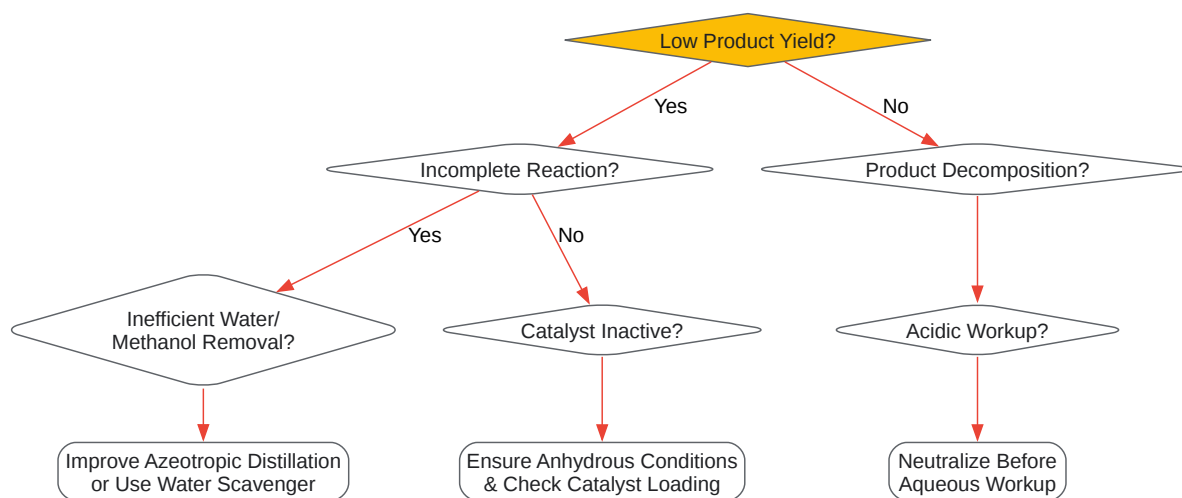 Low Product Yield?
Yes
No
Incomplete Reaction?
Product Decomposition?
Yes
No
Inefficient Water/
Methanol Removal?
Catalyst Inactive?
Acidic Workup?
Improve Azeotropic Distillation
or Use Water Scavenger
Ensure Anhydrous Conditions
& Check Catalyst Loading
Neutralize Before
Aqueous Workup